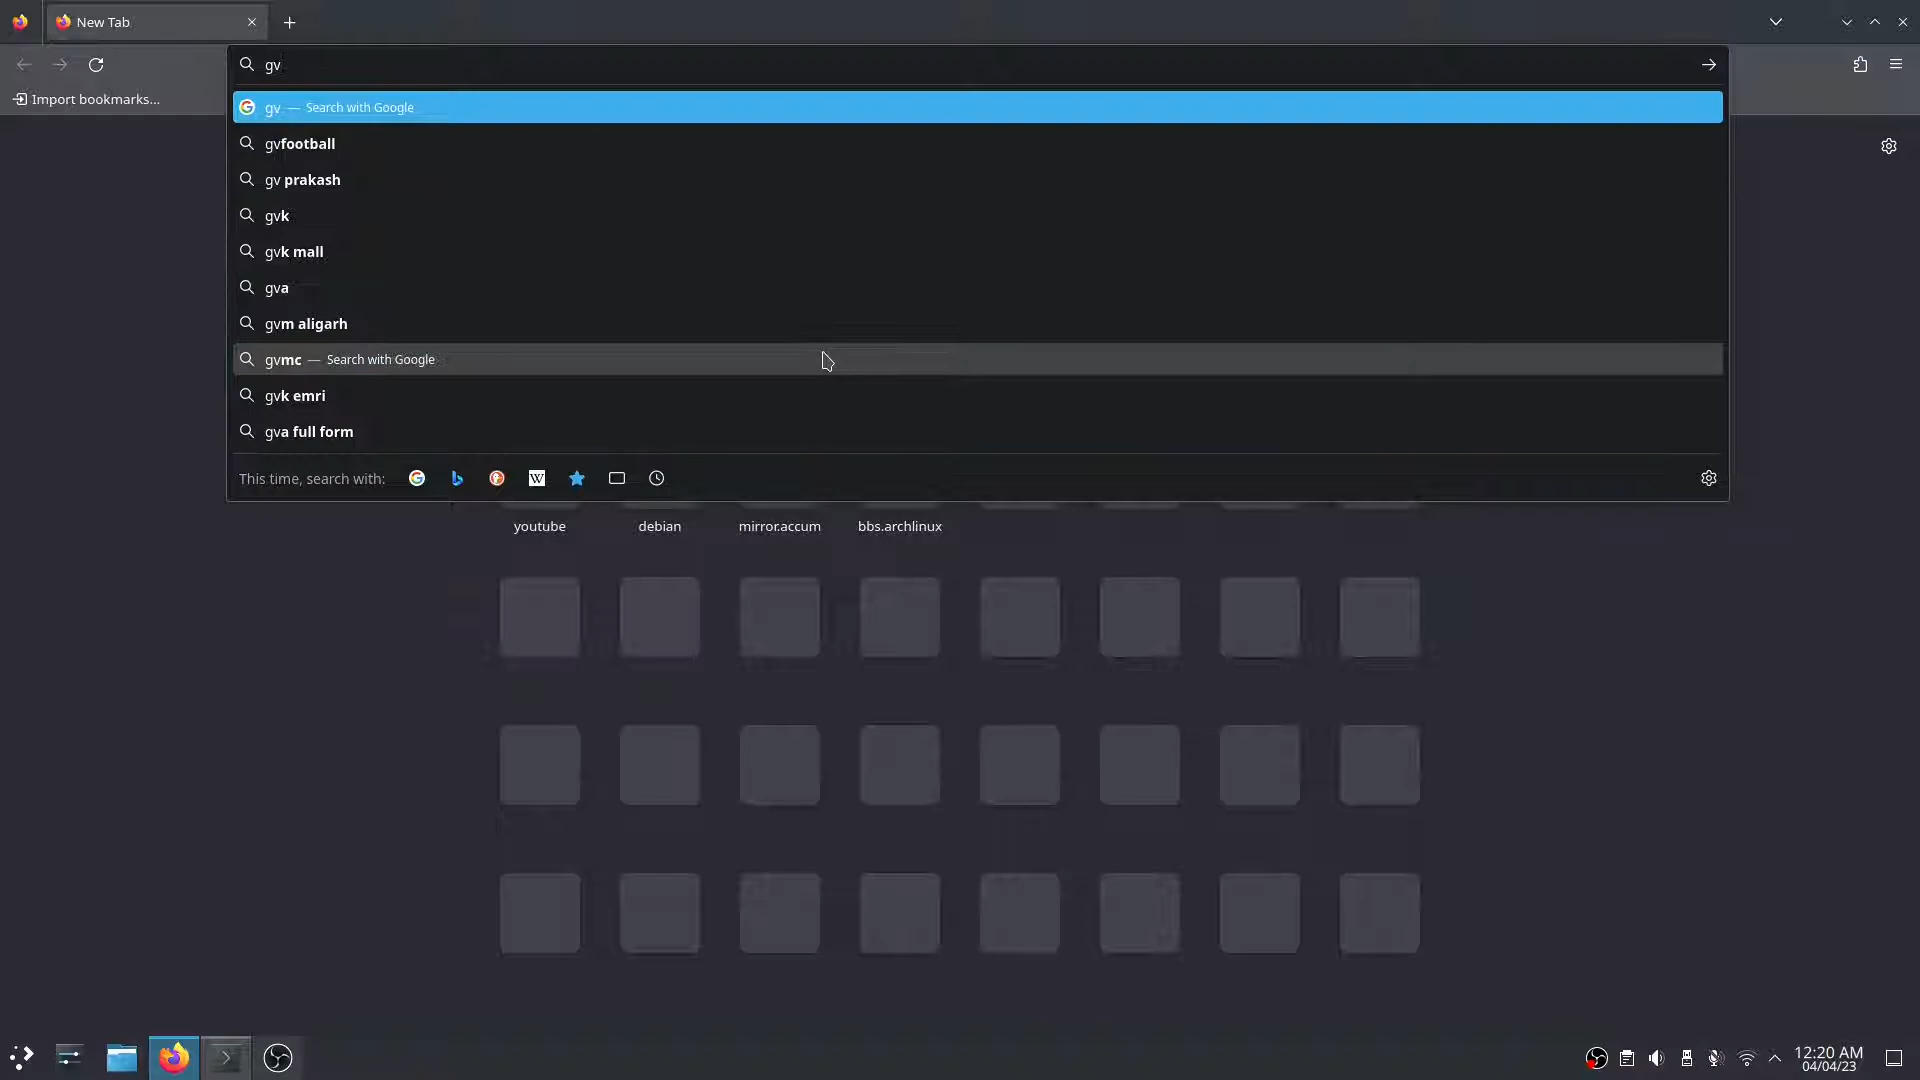 New Tab
gv
Import bookmarks...
gv — Search with Google
gvfootball
gv prakash
gvk
gvk mall
gva
gvm aligarh
gvmc — Search with Google
gvk emri
gva full form
This time, search with:
youtube
debian
mirror.accum
bbs.archlinux
12:20 AM
04/04/23